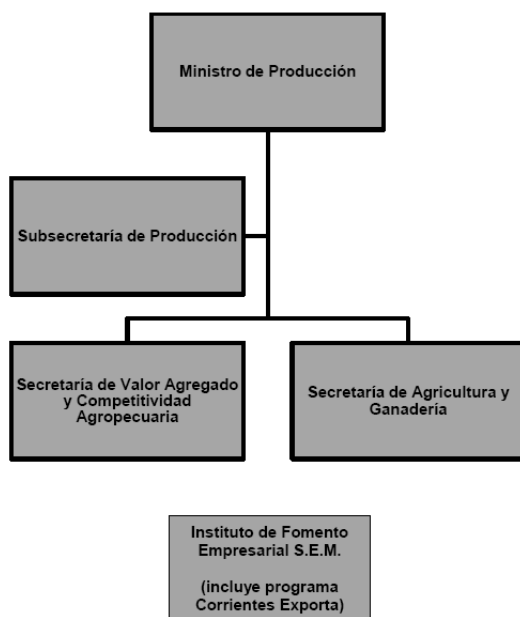 Ministro de Producción
Subsecretaría de Producción
Secretaría de Valor Agregado
y Competitividad
Agropecuaria
Secretaría de Agricultura y
Ganadería
Instituto de Fomento
Empresarial S.E.M.
(incluye programa
Corrientes Exporta)